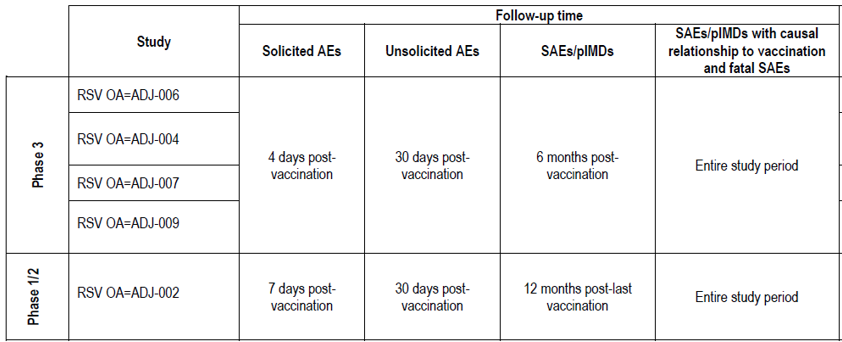 Follow-up time
Study
Solicited AEs
Unsolicited AEs
SAEs/pIMDs
SAEs/pIMDs with causal
relationship to vaccination
and fatal SAEs
Phase 3
RSV OA=ADJ-006
RSV OA=ADJ-004
RSV OA=ADJ-007
RSV OA=ADJ-009
4 days post-
vaccination
30 days post-
vaccination
6 months post-
vaccination
Entire study period
Phase 1/2
RSV OA=ADJ-002
7 days post-
vaccination
30 days post-
vaccination
12 months post-last
vaccination
Entire study period